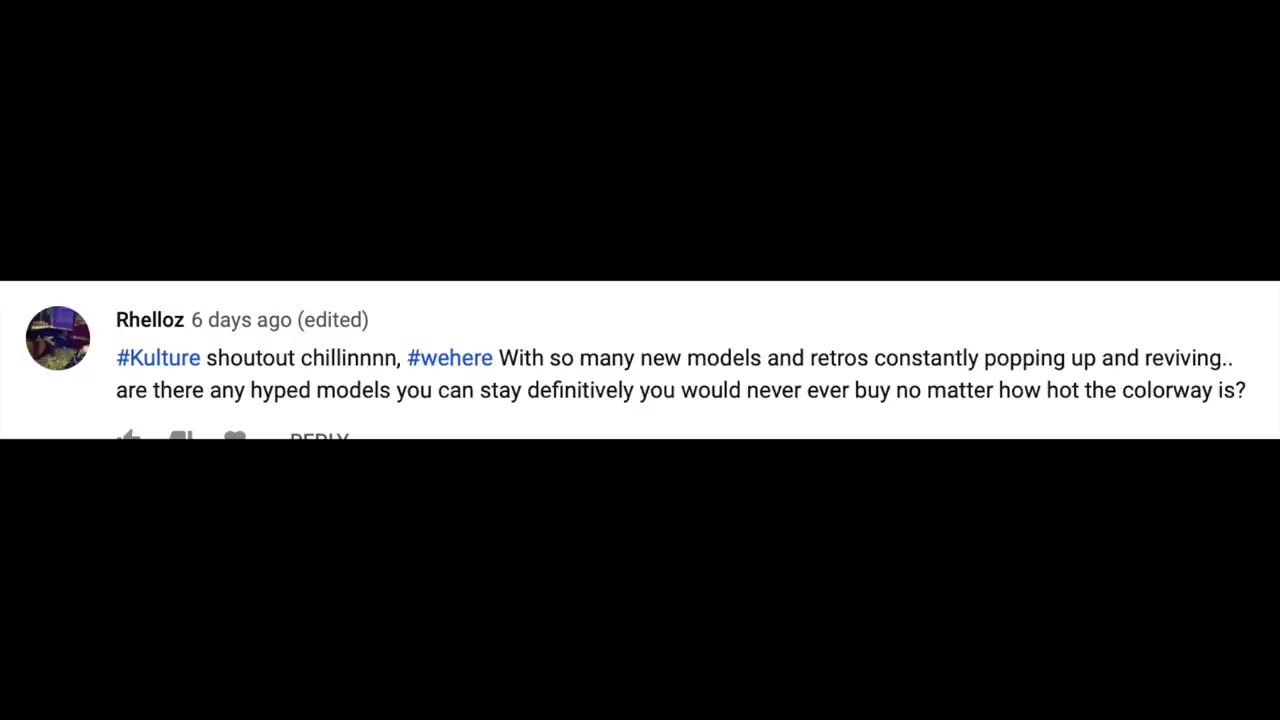 Rhelloz 6 days ago (edited)
#Kulture shoutout chillinnnn, #wehere With so many new models and retros constantly popping up and reviving..
are there any hyped models you can stay definitively you would never ever buy no matter how hot the colorway is?
REPLY